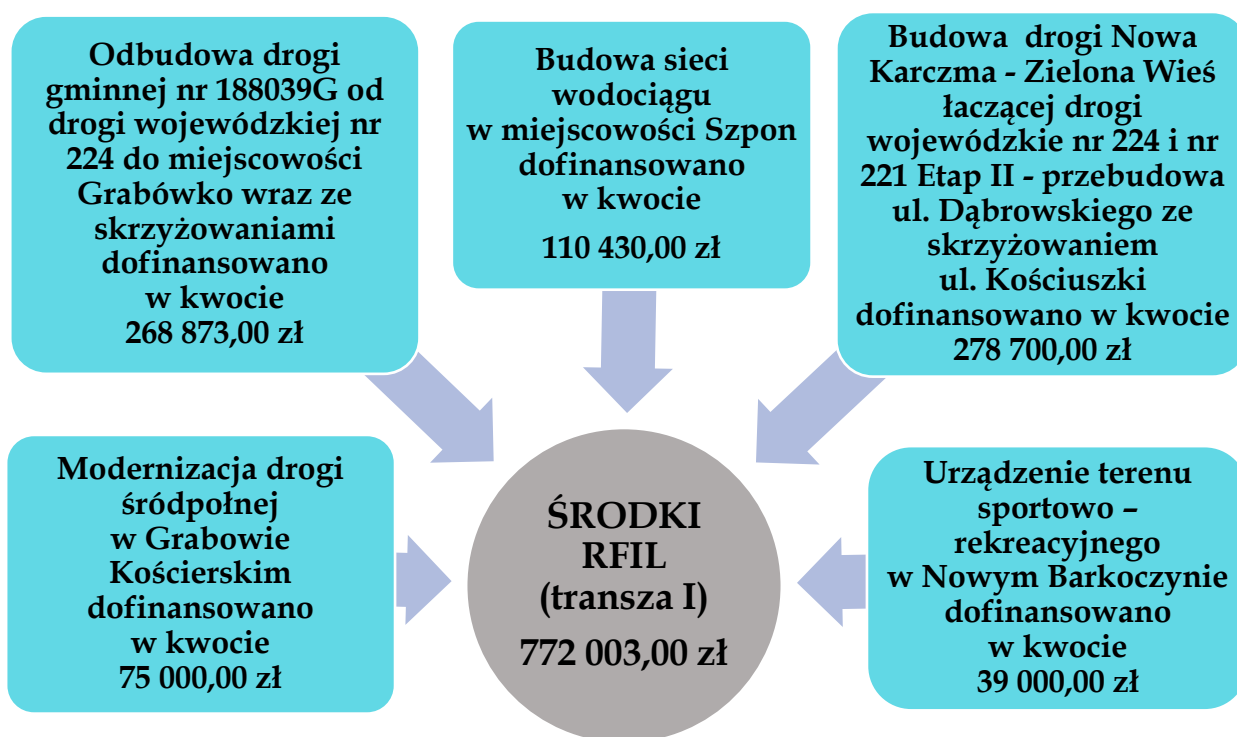 Odbudowa drogi
gminnej nr 188039G od
drogi wojewódzkiej nr
224 do miejscowości
Grabówko wraz ze
skrzyżowaniami
dofinansowano
w kwocie
268 873,00 zł
Budowa sieci
wodociągu
w miejscowości Szpon
dofinansowano
w kwocie
110 430,00 zł
Budowa drogi Nowa
Karczma - Zielona Wieś
łaczącej drogi
wojewódzkie nr 224 i nr
221 Etap II - przebudowa
ul. Dąbrowskiego ze
skrzyżowaniem
ul. Kościuszki
dofinansowano w kwocie
278 700,00 zł
Modernizacja drogi
śródpołnej
w Grabowie
Kościerskim
dofinansowano
w kwocie
75 000,00 zł
ŚRODKI
RFIL
(transza I)
772 003,00 zł
Urządzenie terenu
sportowo –
rekreacyjnego
w Nowym Barkoczynie
dofinansowano
w kwocie
39 000,00 zł